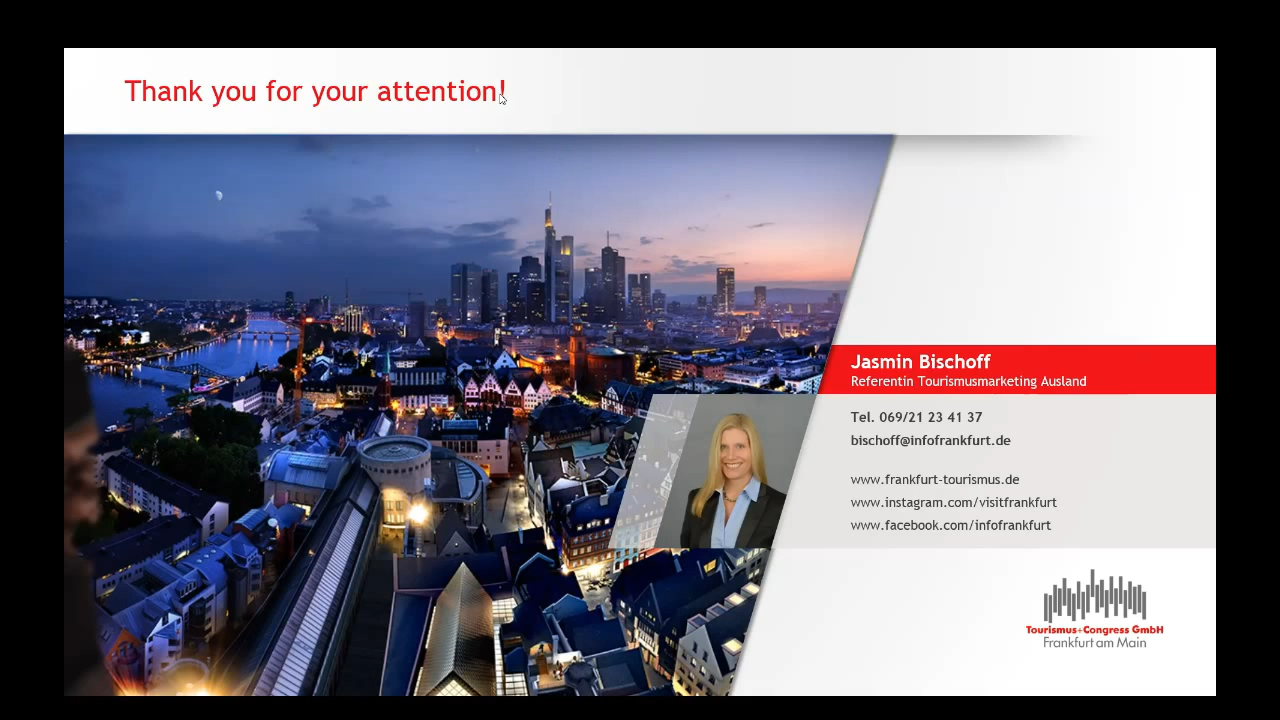 Thank you for your attention!
Jasmin Bischoff
Referentin Tourismusmarketing Ausland
Tel. 069/21 23 41 37
bischoff@infofrankfurt.de
www.frankfurt-tourismus.de
www.instagram.com/visitfrankfurt
www.facebook.com/infofrankfurt
Tourismus+Congress GmbH
Frankfurt am Main